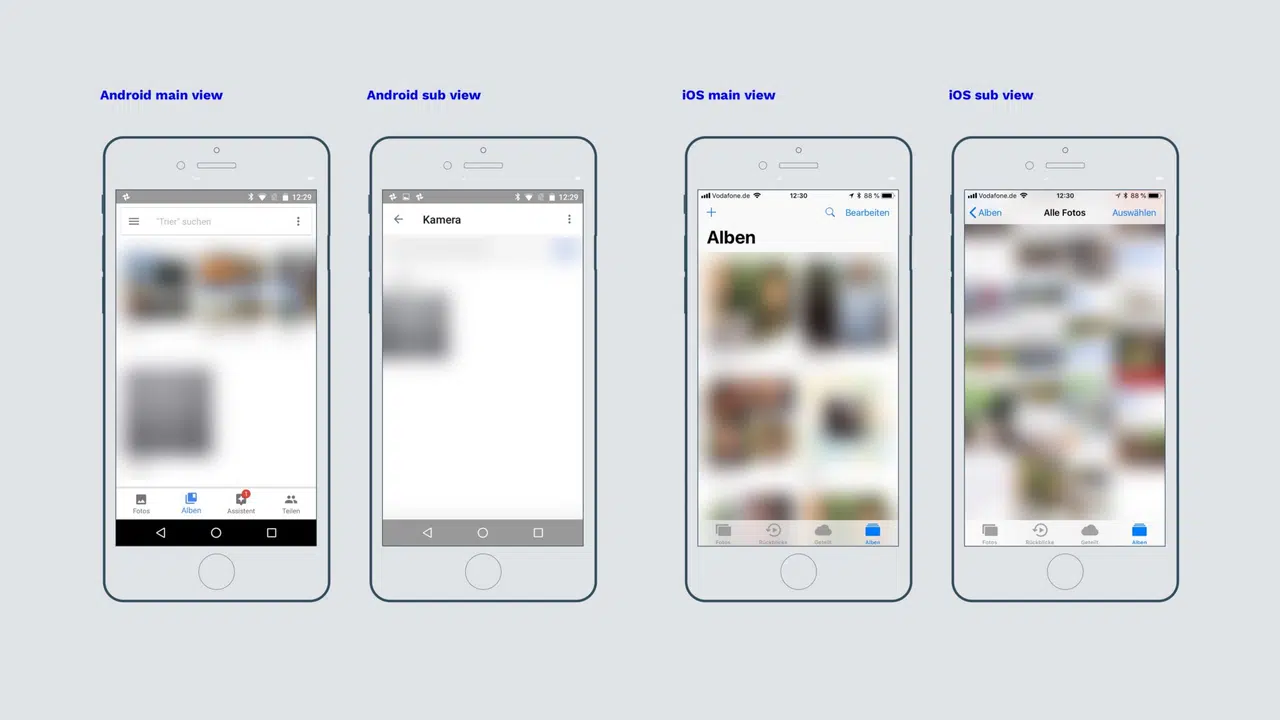 Android main view
Android sub view
iOS main view
iOS sub view
12:29
"Trier" suchen
Fotos
Alben
1
Assistent
Teilen
12:29
Kamera
Vodafone.de
12:30
88 %
Bearbeiten
Alben
Fotos
Rückblicke
Geteilt
Alben
Vodafone.de
12:30
88 %
Alben
Alle Fotos
Auswählen
Fotos
Rückblicke
Geteilt
Alben